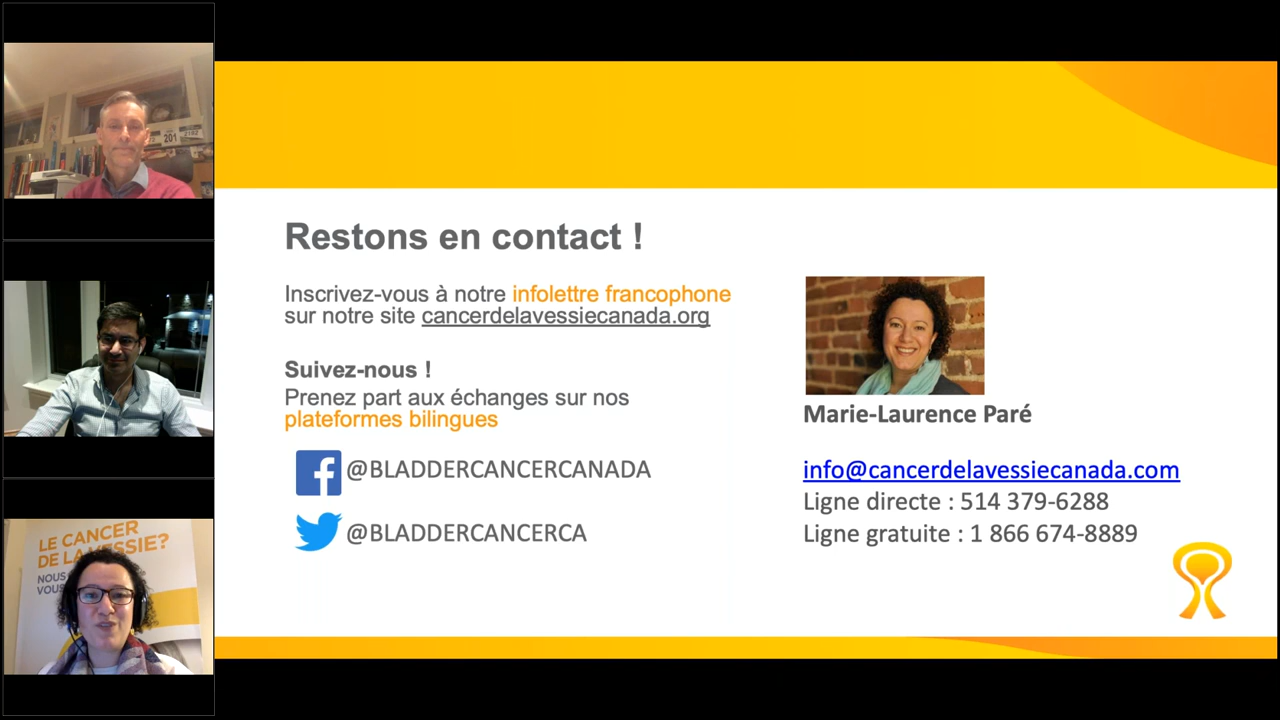 201
2192
LE CANCER
DE LA VESSIE?
NOUS
VOUS
Restons en contact !
Inscrivez-vous à notre infolettre francophone
sur notre site cancerdelavessiecanada.org
Suivez-nous !
Prenez part aux échanges sur nos
plateformes bilingues
@BLADDERCANCERCANADA
@BLADDERCANCERCA
Marie-Laurence Paré
info@cancerdelavessiecanada.com
Ligne directe : 514 379-6288
Ligne gratuite : 1 866 674-8889